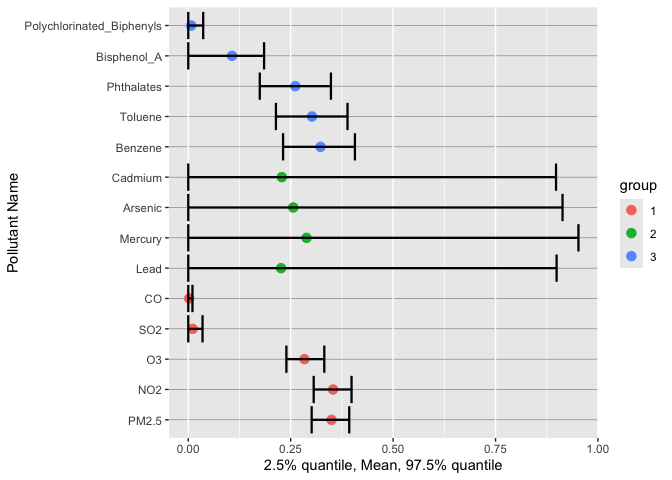 Pollutant Name
Polychlorinated_Biphenyls
Bisphenol_A
Phthalates
Toluene
Benzene
Cadmium
Arsenic
Mercury
Lead
CO
SO2
O3
NO2
PM2.5
0.00 0.25 0.50 0.75 1.00
2.5% quantile, Mean, 97.5% quantile
group
1
2
3